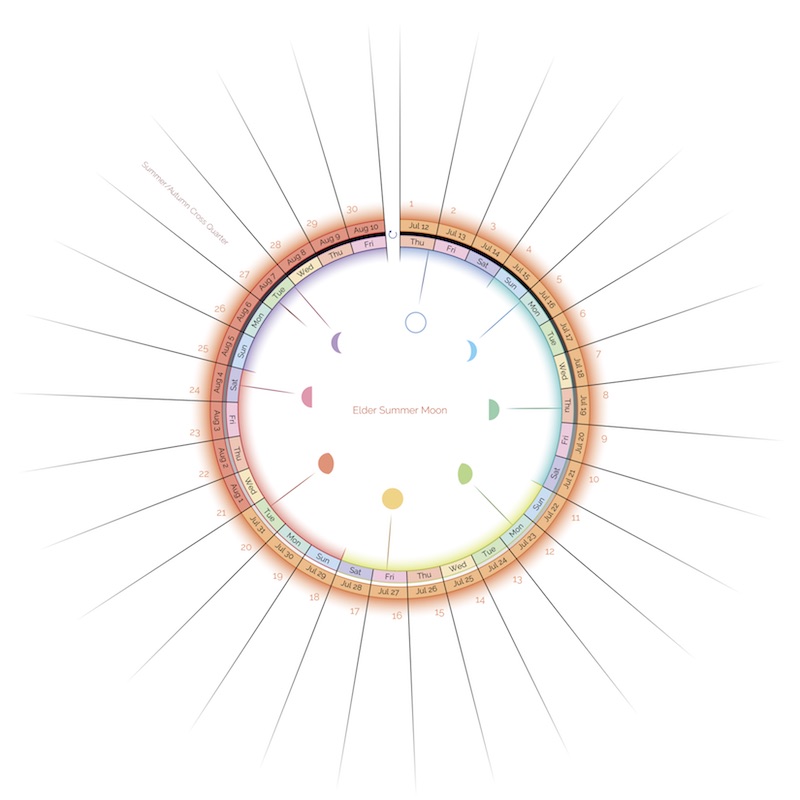 Elder Summer Moon
Summer/Autumn Cross Quarter
1
2
3
4
5
6
7
8
9
10
11
12
13
14
15
16
17
18
19
20
21
22
23
24
25
26
27
28
29
30
Jul 12
Jul 13
Jul 14
Jul 15
Jul 16
Jul 17
Jul 18
Jul 19
Jul 20
Jul 21
Jul 22
Jul 23
Jul 24
Jul 25
Jul 26
Jul 27
Jul 28
Jul 29
Jul 30
Jul 31
Aug 1
Aug 2
Aug 3
Aug 4
Aug 5
Aug 6
Aug 7
Aug 8
Aug 9
Aug 10
Thu
Fri
Sat
Sun
Mon
Tue
Wed
Thu
Fri
Sat
Sun
Mon
Tue
Wed
Thu
Fri
Sat
Sun
Mon
Tue
Wed
Thu
Fri
Sat
Sun
Mon
Tue
Wed
Thu
Fri